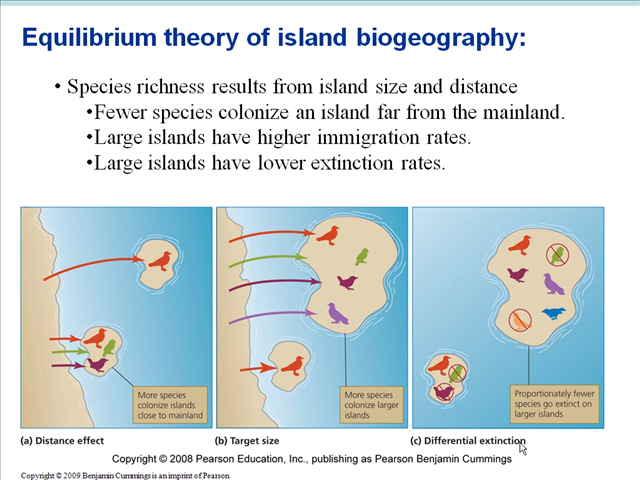 Equilibrium theory of island biogeography:
• Species richness results from island size and distance
•Fewer species colonize an island far from the mainland.
•Large islands have higher immigration rates.
•Large islands have lower extinction rates.
More species
colonize islands
close to mainland
More species
colonize larger
islands
Proportionately fewer
species go extinct on
larger islands
(a) Distance effect
(b) Target size
(c) Differential extinction
Copyright © 2008 Pearson Education, Inc., publishing as Pearson Benjamin Cummings
Copyright © 2009 Benjamin Cummings is an imprint of Pearson